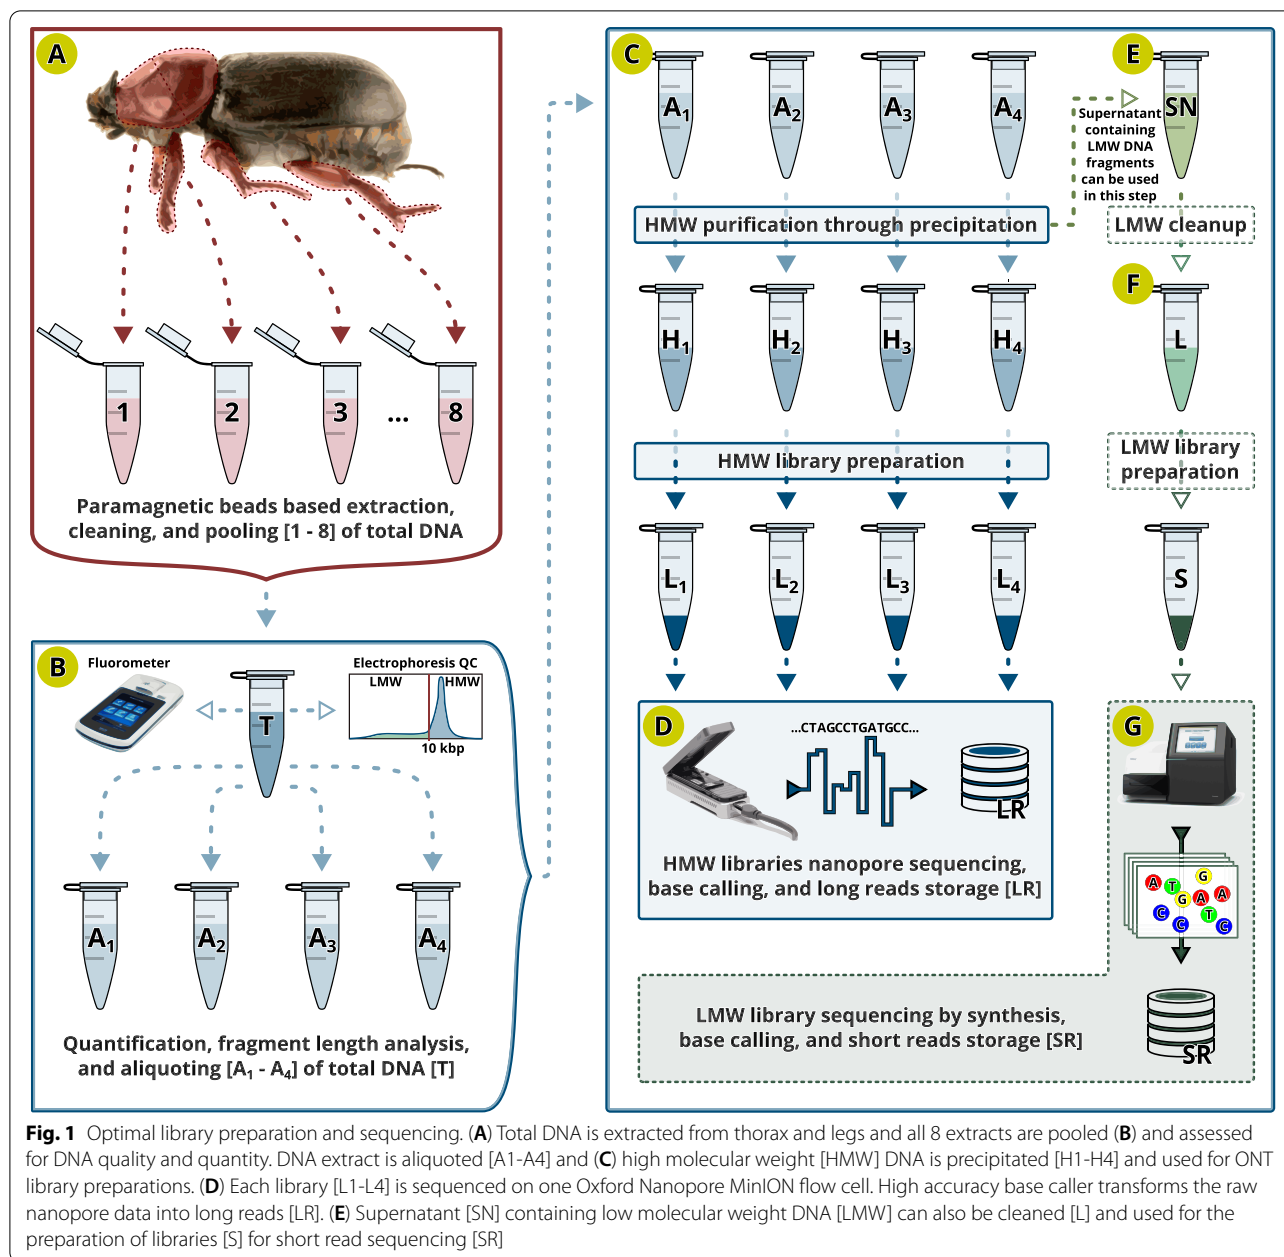 A
1
2
3
...
8
Paramagnetic beads based extraction,
cleaning, and pooling [1 - 8] of total DNA
B
Fluorometer
T
Electrophoresis QC
LMW
HMW
10 kbp
A1
A2
A3
A4
Quantification, fragment length analysis,
and aliquoting [A1 - A4] of total DNA [T]
C
A1
A2
A3
A4
HMW purification through precipitation
H1
H2
H3
H4
HMW library preparation
L1
L2
L3
L4
D
...CTAGCCTGATGCC...
LR
HMW libraries nanopore sequencing,
base calling, and long reads storage [LR]
E
SN
Supernatant
containing
LMW DNA
fragments
can be used
in this step
LMW cleanup
F
L
LMW library
preparation
S
G
A
T
G
G
A
A
C
C
T
C
LMW library sequencing by synthesis,
base calling, and short reads storage [SR]
SR
Fig. 1 Optimal library preparation and sequencing. (A) Total DNA is extracted from thorax and legs and all 8 extracts are pooled (B) and assessed
for DNA quality and quantity. DNA extract is aliquoted [A1-A4] and (C) high molecular weight [HMW] DNA is precipitated [H1-H4] and used for ONT
library preparations. (D) Each library [L1-L4] is sequenced on one Oxford Nanopore MinION flow cell. High accuracy base caller transforms the raw
nanopore data into long reads [LR]. (E) Supernatant [SN] containing low molecular weight DNA [LMW] can also be cleaned [L] and used for the
preparation of libraries [S] for short read sequencing [SR]